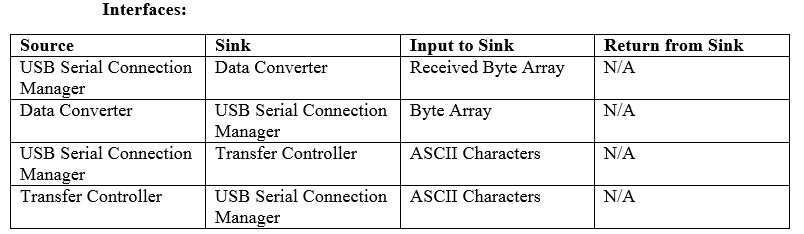 Interfaces:
Source Sink Input to Sink Return from Sink
USB Serial Connection Data Converter Received Byte Array N/A
Manager
Data Converter USB Serial Connection Byte Array N/A
Manager
USB Serial Connection Transfer Controller ASCII Characters N/A
Manager
Transfer Controller USB Serial Connection ASCII Characters N/A
Manager